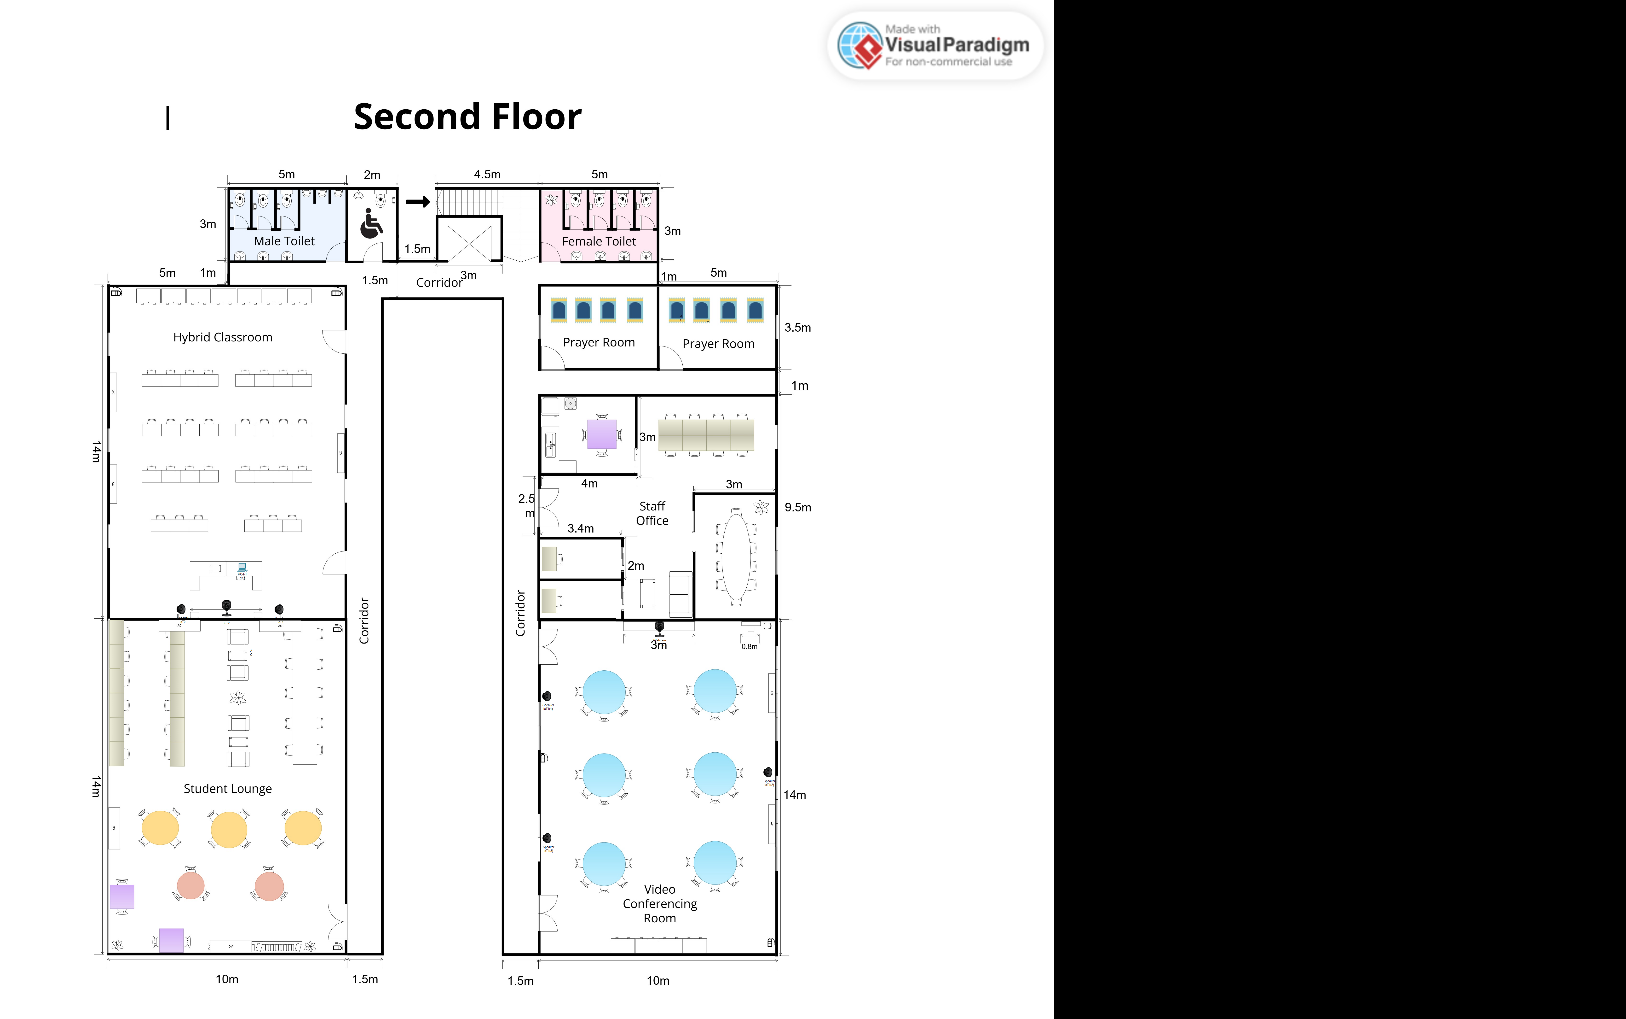 Made with
Visual Paradigm
For non-commercial use
Second Floor
5m
2m
4.5m
5m
3m
Male Toilet
1.5m
Female Toilet
3m
5m
1m
1.5m
Corridor
3m
1m
5m
Hybrid Classroom
Prayer Room
Prayer Room
3.5m
1m
14m
3m
4m
3m
2.5
m
Staff
Office
9.5m
3.4m
2m
Corridor
Corridor
3m
0.8m
14m
Student Lounge
14m
Video
Conferencing
Room
10m
1.5m
1.5m
10m